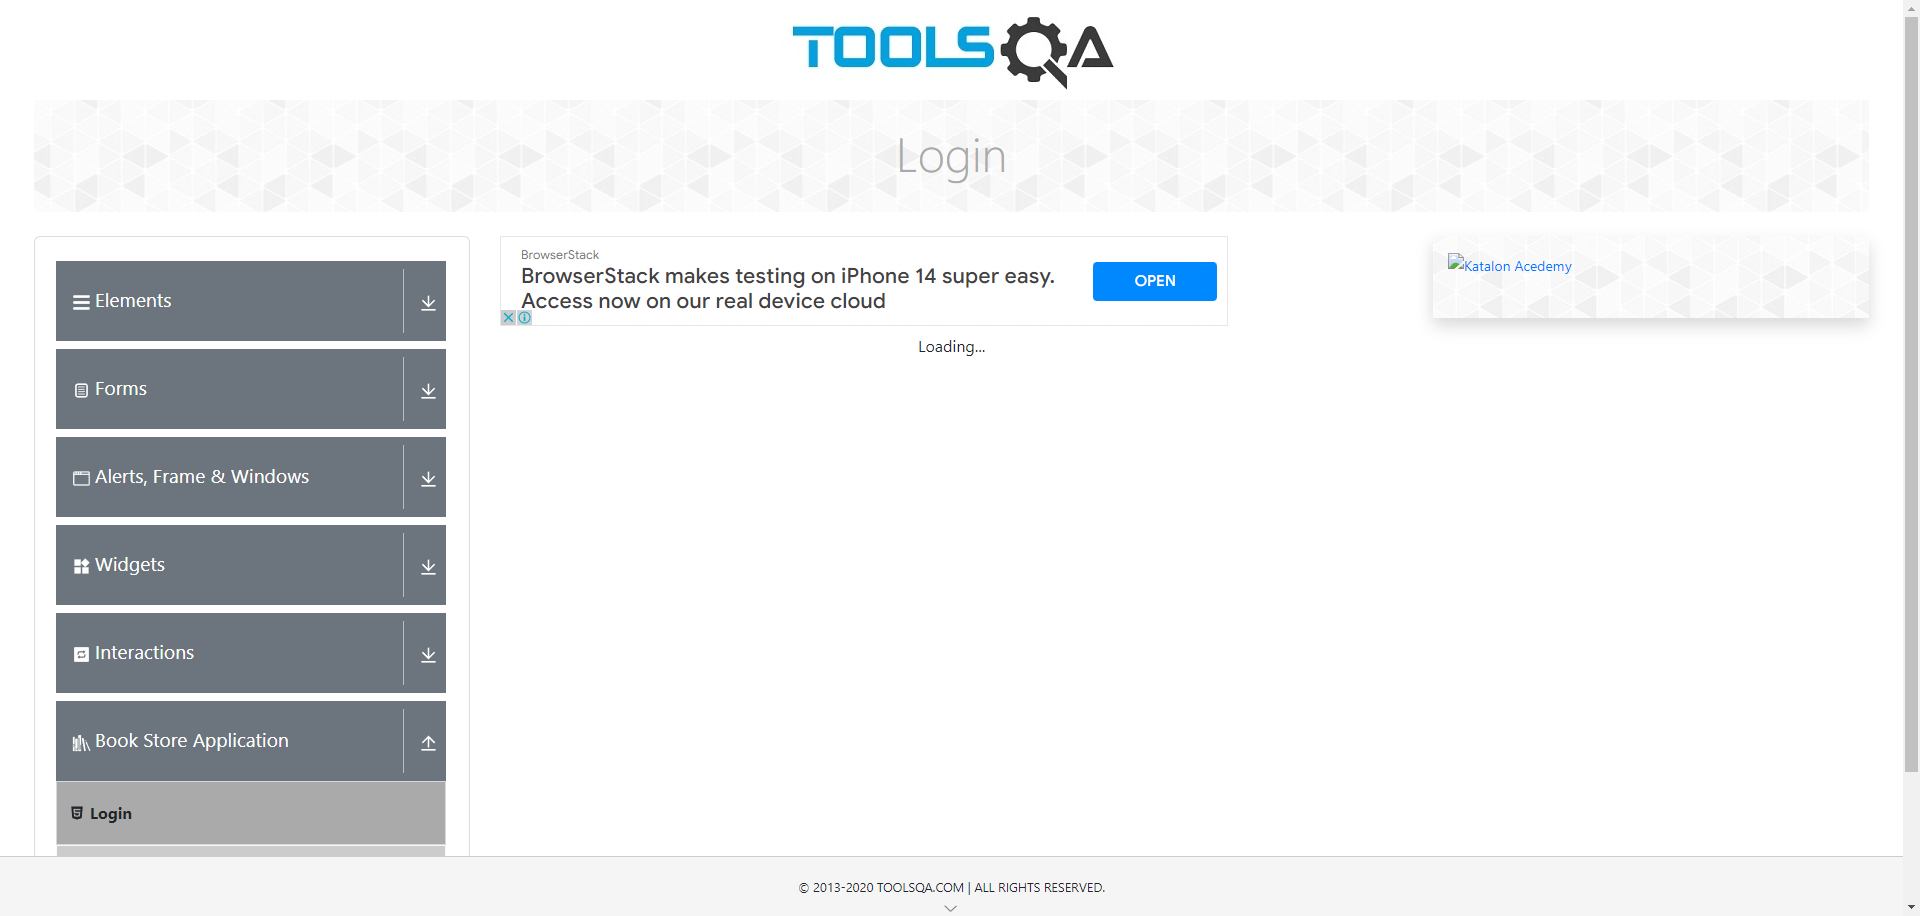 TOOLSQA
Login
Elements
Forms
Alerts, Frame & Windows
Widgets
Interactions
Book Store Application
Login
BrowserStack
BrowserStack makes testing on iPhone 14 super easy.
Access now on our real device cloud
OPEN
Loading...
Katalon Acedemy
© 2013-2020 TOOLSQA.COM | ALL RIGHTS RESERVED.